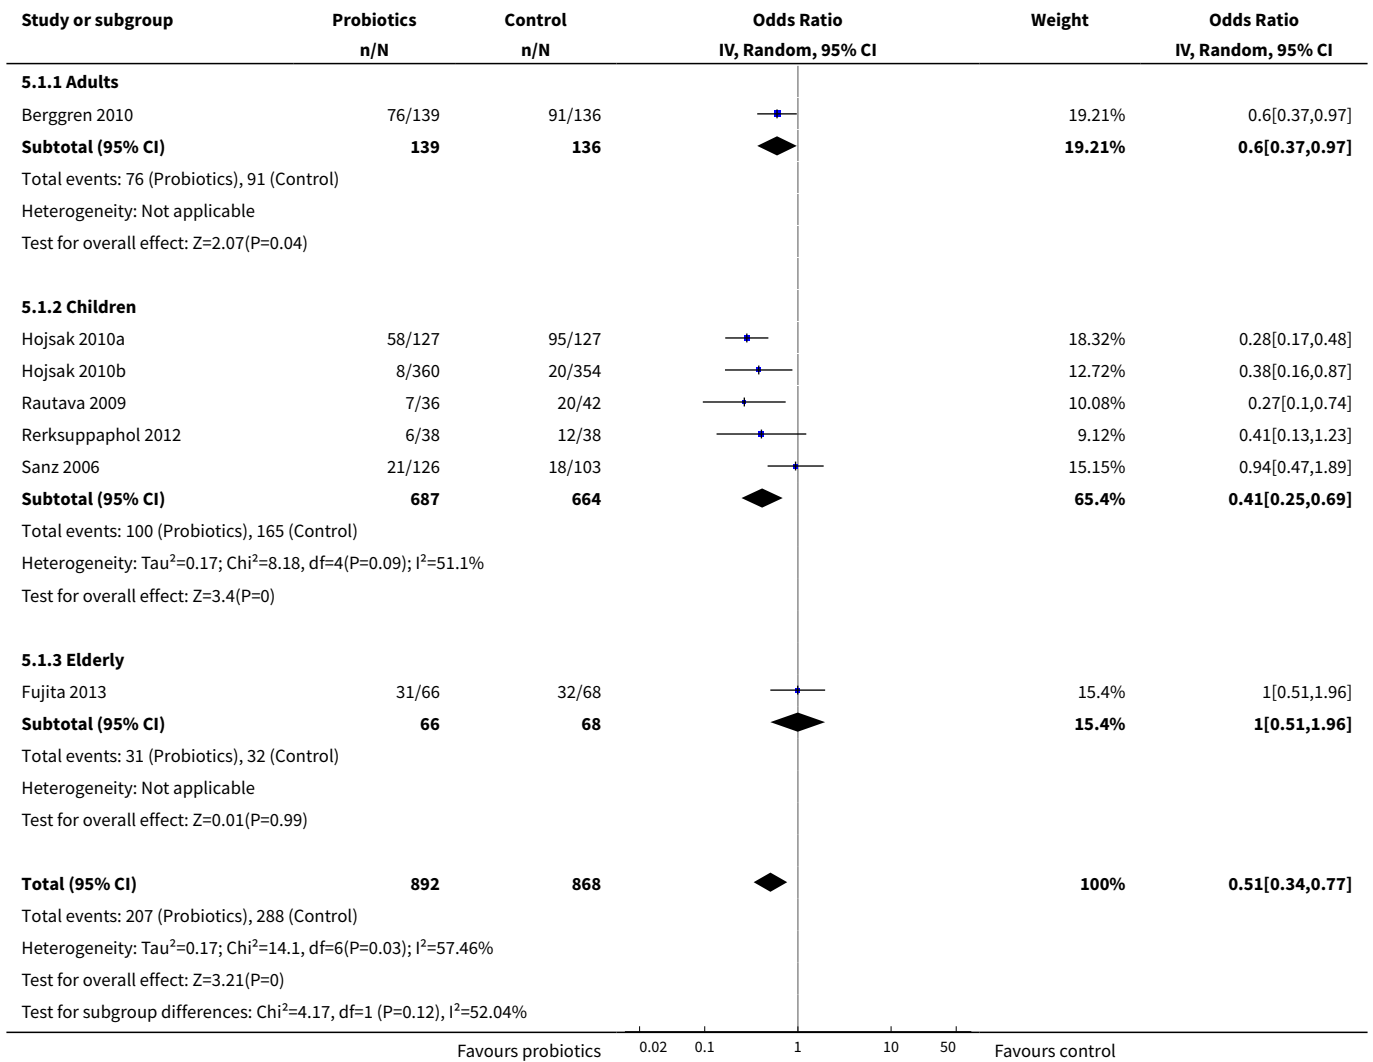 Study or subgroup Probiotics Control Odds Ratio Weight Odds Ratio
n/N n/N IV, Random, 95% CI IV, Random, 95% CI
5.1.1 Adults
Berggren 2010 76/139 91/136 19.21% 0.6[0.37,0.97]
Subtotal (95% CI) 139 136 19.21% 0.6[0.37,0.97]
Total events: 76 (Probiotics), 91 (Control)
Heterogeneity: Not applicable
Test for overall effect: Z=2.07(P=0.04)
5.1.2 Children
Hojsak 2010a 58/127 95/127 18.32% 0.28[0.17,0.48]
Hojsak 2010b 8/360 20/354 12.72% 0.38[0.16,0.87]
Rautava 2009 7/36 20/42 10.08% 0.27[0.1,0.74]
Rerksuppaphol 2012 6/38 12/38 9.12% 0.41[0.13,1.23]
Sanz 2006 21/126 18/103 15.15% 0.94[0.47,1.89]
Subtotal (95% CI) 687 664 65.4% 0.41[0.25,0.69]
Total events: 100 (Probiotics), 165 (Control)
Heterogeneity: Tau²=0.17; Chi²=8.18, df=4(P=0.09); I²=51.1%
Test for overall effect: Z=3.4(P=0)
5.1.3 Elderly
Fujita 2013 31/66 32/68 15.4% 1[0.51,1.96]
Subtotal (95% CI) 66 68 15.4% 1[0.51,1.96]
Total events: 31 (Probiotics), 32 (Control)
Heterogeneity: Not applicable
Test for overall effect: Z=0.01(P=0.99)
Total (95% CI) 892 868 100% 0.51[0.34,0.77]
Total events: 207 (Probiotics), 288 (Control)
Heterogeneity: Tau²=0.17; Chi²=14.1, df=6(P=0.03); I²=57.46%
Test for overall effect: Z=3.21(P=0)
Test for subgroup differences: Chi²=4.17, df=1 (P=0.12), I²=52.04%
Favours probiotics 0.02 0.1 1 10 50 Favours control